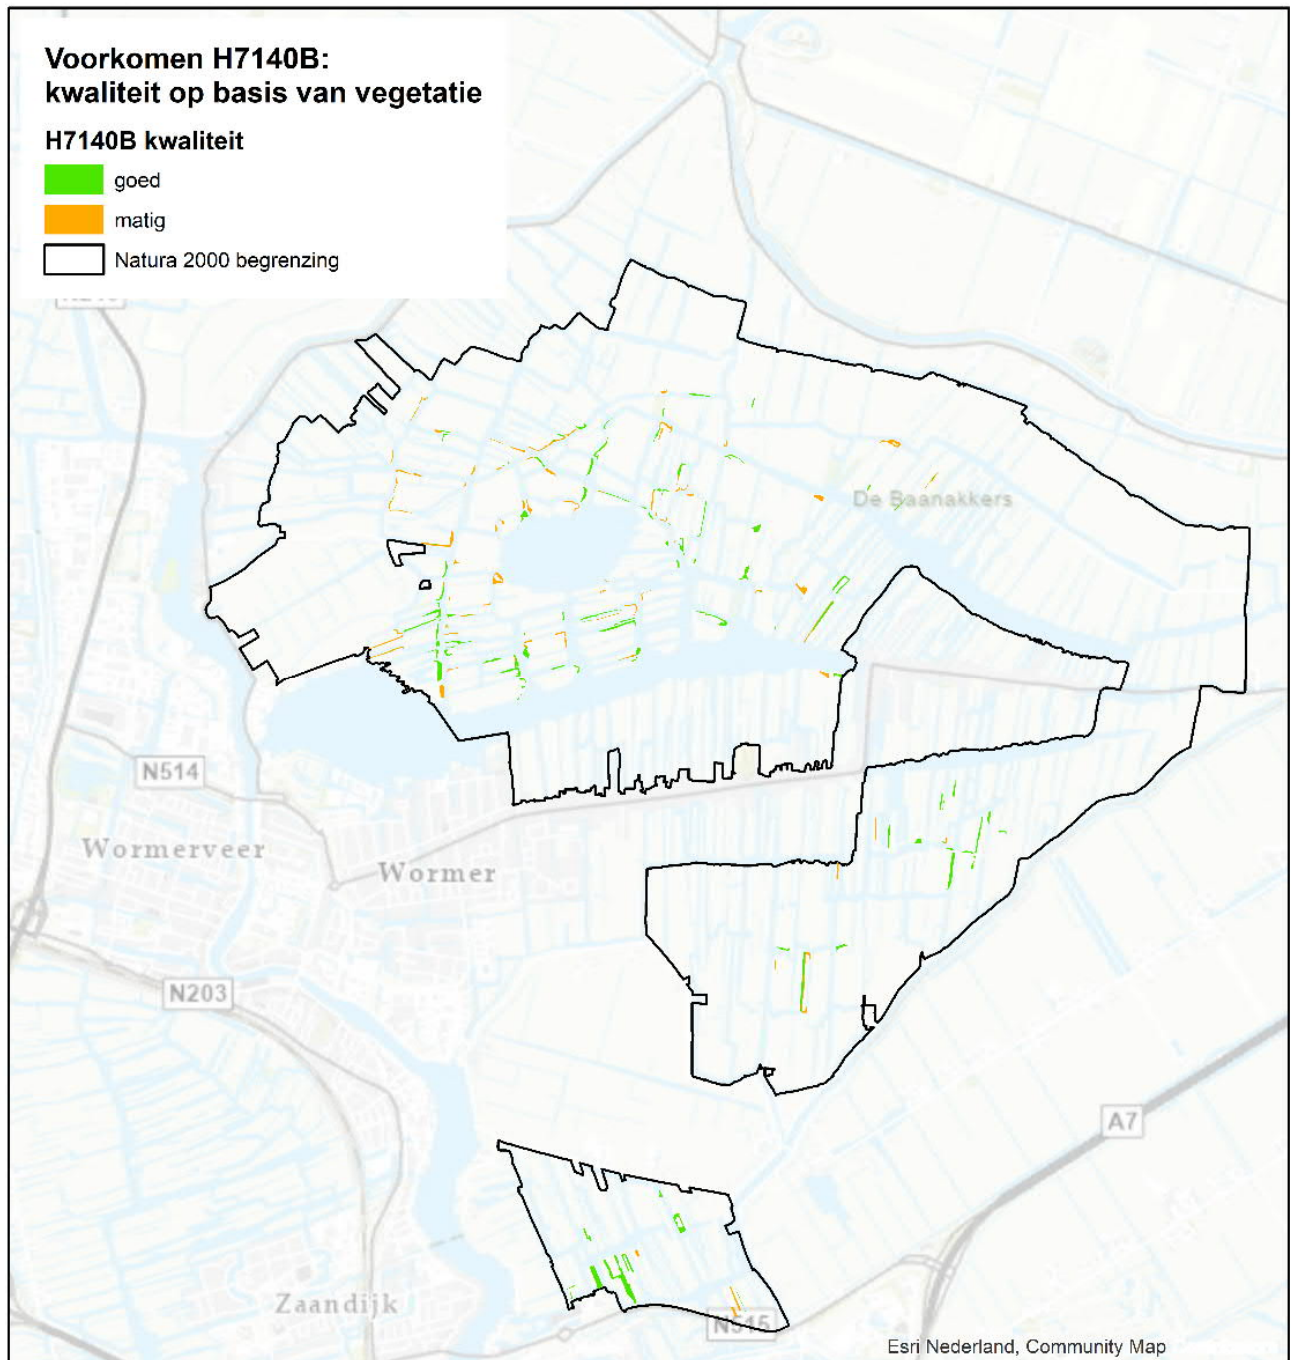 Voorkomen H7140B:
kwaliteit op basis van vegetatie
H7140B kwaliteit
goed
matig
Natura 2000 begrenzing
De Baanakkers
N514
Wormerveer
Wormer
N203
A7
Zaandijk
N515
Esri Nederland, Community Map